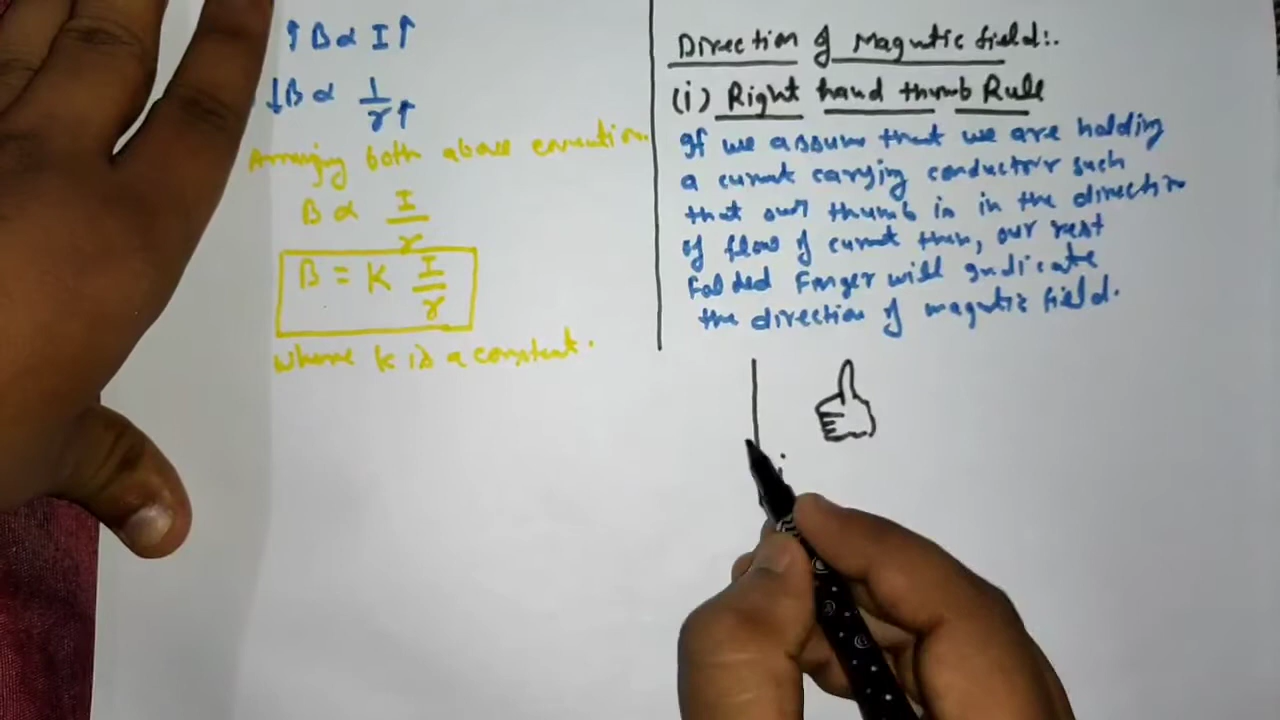 ↑B ∝ I↑
↓B ∝ 1/r↑
Arranging both above equation.
B ∝ I/r
B = K I/r
Where K is a constant.
Direction of Magnetic field:.
(i) Right hand thumb Rule
If we assume that we are holding
a current carrying conductor such
that our thumb is in the direction
of flow of current then, our rest
Folded Finger will indicate
the direction of magnetic field.
i